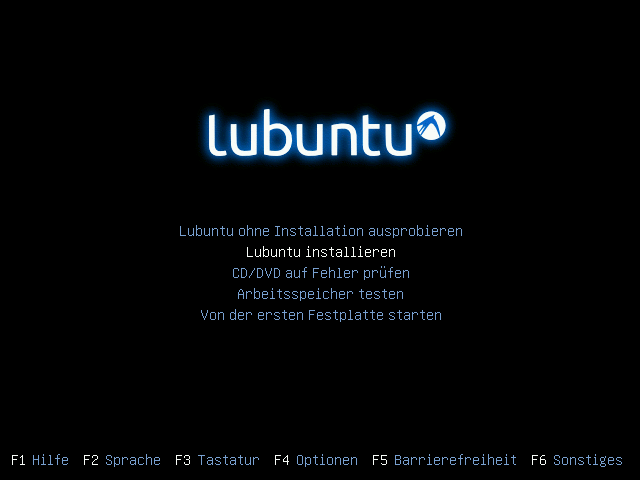 lubuntu
Lubuntu ohne Installation ausprobieren
Lubuntu installieren
CD/DVD auf Fehler prüfen
Arbeitsspeicher testen
Von der ersten Festplatte starten
F1 Hilfe F2 Sprache F3 Tastatur F4 Optionen F5 Barrierefreiheit F6 Sonstiges